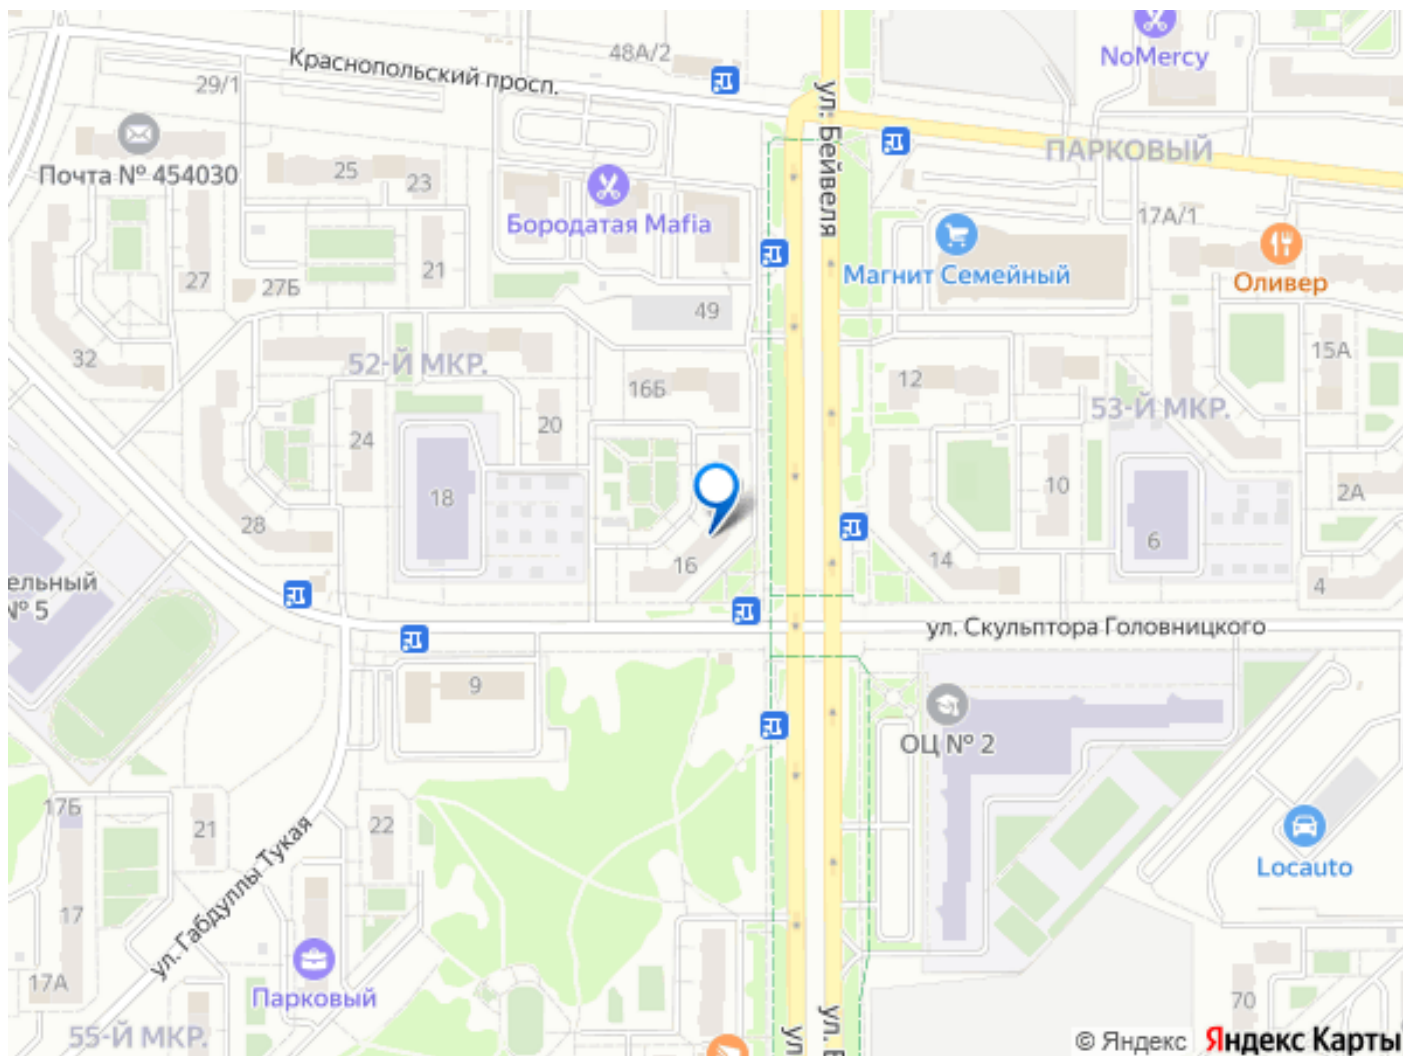 48А/2
NoMercy
Краснопольский просп.
ул. Бейвеля
29/1
ПАРКОВЫЙ
Почта № 454030
25
23
Бородатая Mafia
17А/1
21
27
27Б
Магнит Семейный
Оливер
49
32
52-Й МКР.
16Б
12
15А
53-Й МКР.
20
24
18
10
2А
28
16
14
6
4
ельный
№ 5
ул. Скульптора Головницкого
9
ОЦ № 2
17Б
21
22
ул. Габдуллы Тукая
Locauto
17
17А
Парковый
70
55-Й МКР.
ул
ул. Б
© Яндекс Яндекс Карты